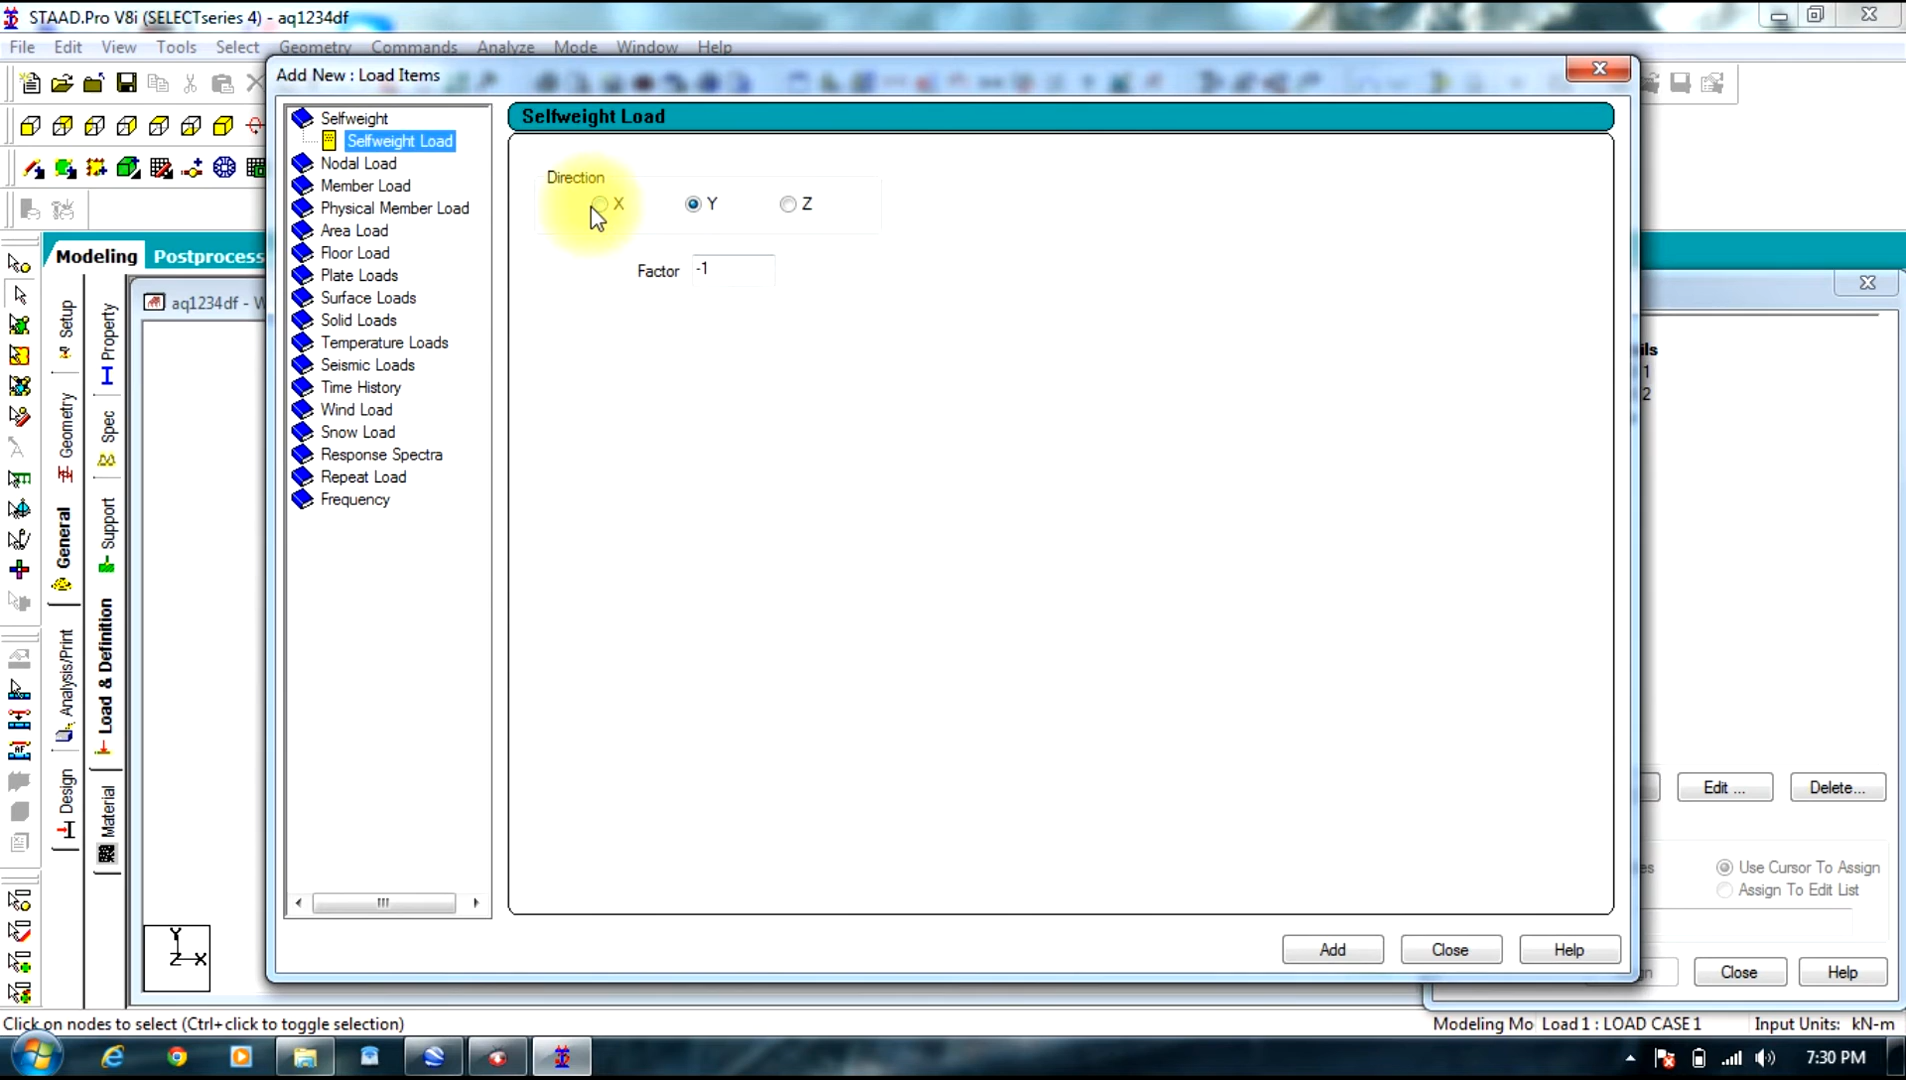 STAAD.Pro V8i (SELECTseries 4) - aq1234df
File Edit View Tools Select Geometry Commands Analyze Mode Window Help
Add New : Load Items
Selfweight
Selfweight Load
Nodal Load
Member Load
Physical Member Load
Area Load
Floor Load
Plate Loads
Surface Loads
Solid Loads
Temperature Loads
Seismic Loads
Time History
Wind Load
Snow Load
Response Spectra
Repeat Load
Frequency
Selfweight Load
Direction
X Y Z
Factor -1
Add Close Help
Modeling Postprocess
aq1234df - W
Setup
Geometry
General
Analysis/Print
Design
Property
Spec
Support
Load & Definition
Material
ils
1
2
Edit ... Delete...
es Use Cursor To Assign
Assign To Edit List
Close Help
Y
Z X
AF
Click on nodes to select (Ctrl+click to toggle selection) Modeling Mo Load 1 : LOAD CASE 1 Input Units: kN-m
7:30 PM